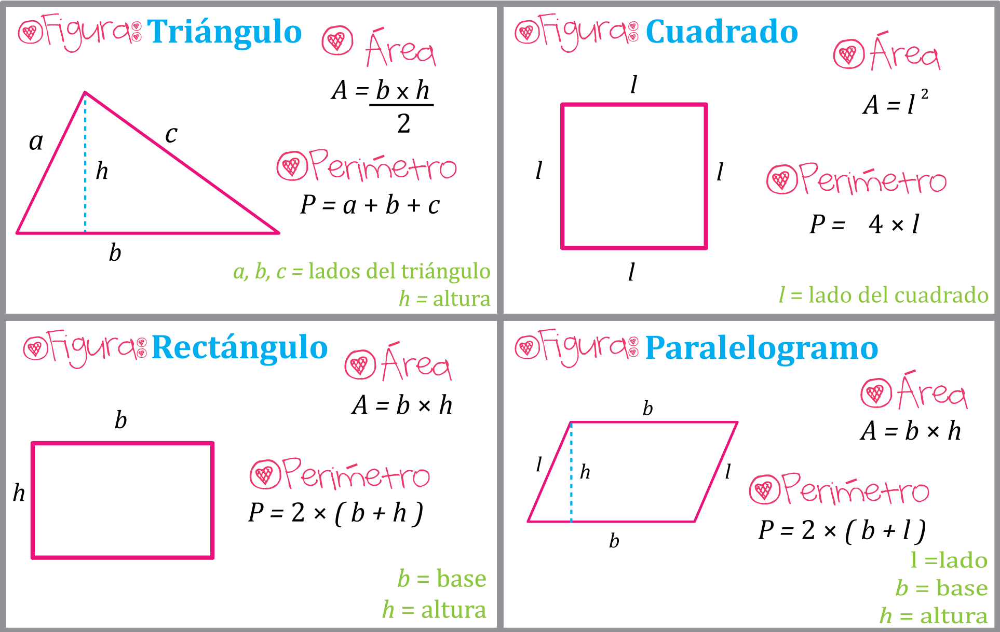 Figura: Triángulo
Área
A = b x h
2
a
c
h
b
Perímetro
P = a + b + c
a, b, c = lados del triángulo
h = altura
Figura: Cuadrado
Área
A = l ²
l
l
l
l
Perímetro
P = 4 × l
l = lado del cuadrado
Figura: Rectángulo
Área
A = b × h
b
h
Perímetro
P = 2 × ( b + h )
b = base
h = altura
Figura: Paralelogramo
Área
A = b × h
b
l
h
l
b
Perímetro
P = 2 × ( b + l )
l =lado
b = base
h = altura